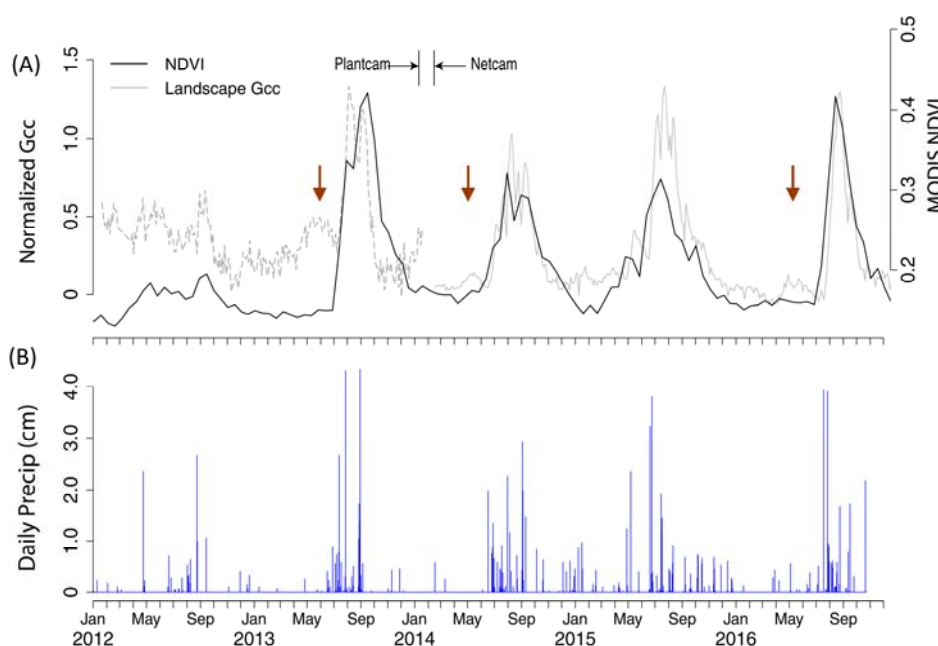 (A)
NDVI
Landscape Gcc
Plantcam
Netcam
Normalized Gcc
1.5
1.0
0.5
0
MODIS NDVI
0.5
0.4
0.3
0.2
(B)
Daily Precip (cm)
4.0
3.0
2.0
1.0
0
Jan May Sep Jan May Sep Jan May Sep Jan May Sep Jan May Sep
2012 2013 2014 2015 2016